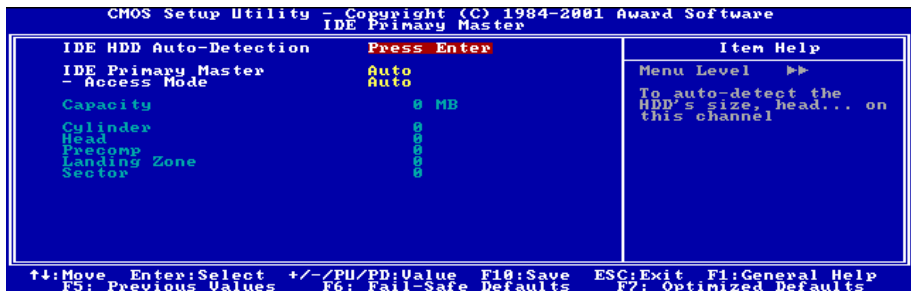 CMOS Setup Utility – Copyright (C) 1984-2001 Award Software
IDE Primary Master
IDE HDD Auto-Detection Press Enter
IDE Primary Master Auto
- Access Mode Auto
Capacity 0 MB
Cylinder 0
Head 0
Precomp 0
Landing Zone 0
Sector 0
Item Help
Menu Level ▶▶
To auto-detect the
HDD's size, head... on
this channel
↑↓:Move Enter:Select +/-/PU/PD:Value F10:Save ESC:Exit F1:General Help
F5: Previous Values F6: Fail-Safe Defaults F7: Optimized Defaults